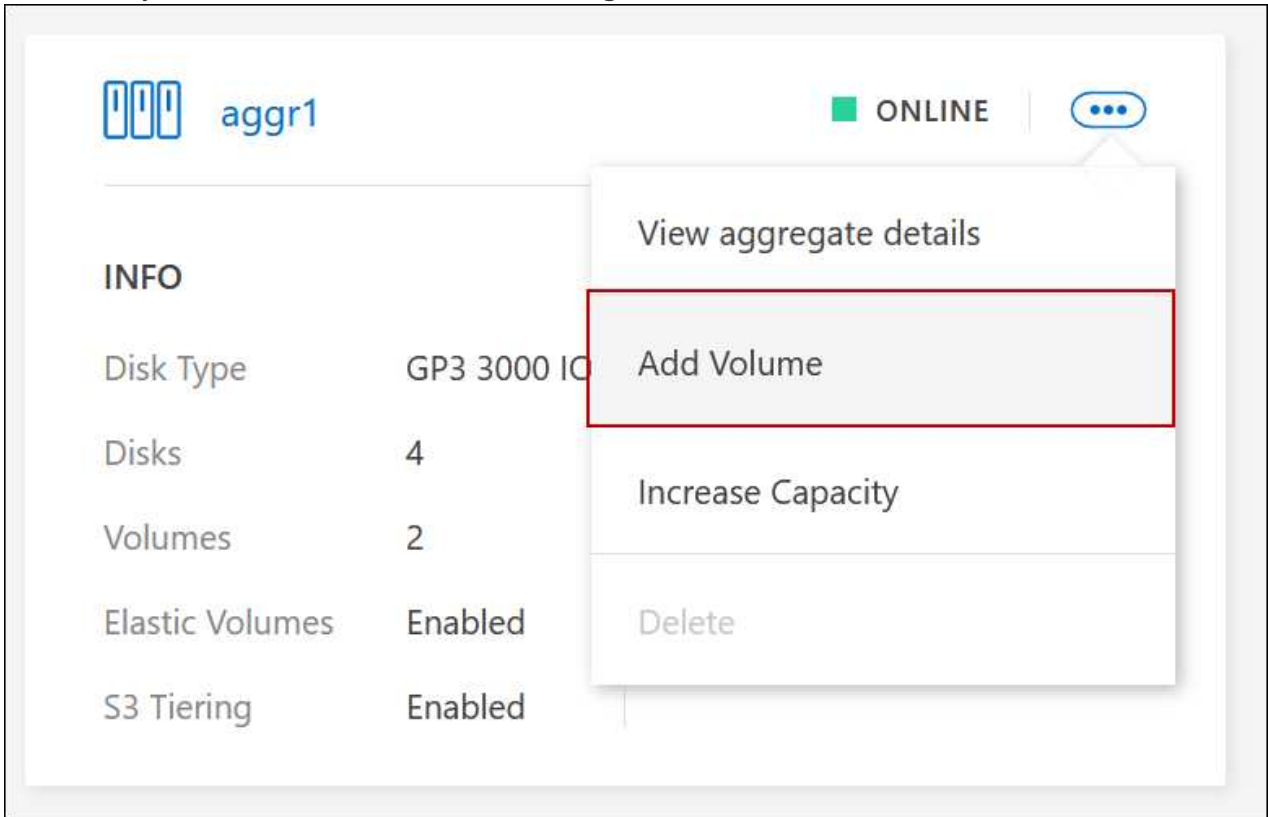 aggr1
ONLINE
View aggregate details
INFO
Add Volume
Disk Type GP3 3000 IO
Disks 4
Increase Capacity
Volumes 2
Elastic Volumes Enabled
Delete
S3 Tiering Enabled